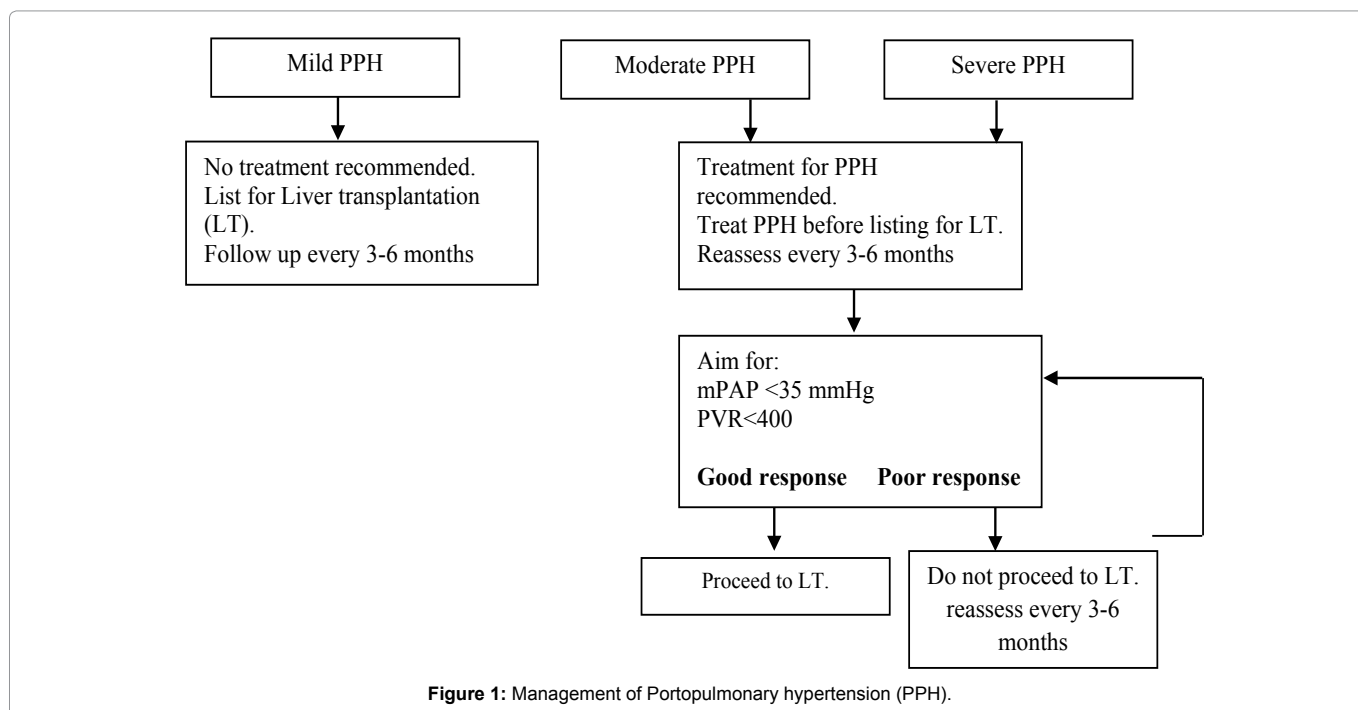 Mild PPH
Moderate PPH
Severe PPH
No treatment recommended.
List for Liver transplantation
(LT).
Follow up every 3-6 months
Treatment for PPH
recommended.
Treat PPH before listing for LT.
Reassess every 3-6 months
Aim for:
mPAP <35 mmHg
PVR<400
Good response Poor response
Proceed to LT.
Do not proceed to LT.
reassess every 3-6
months
Figure 1: Management of Portopulmonary hypertension (PPH).